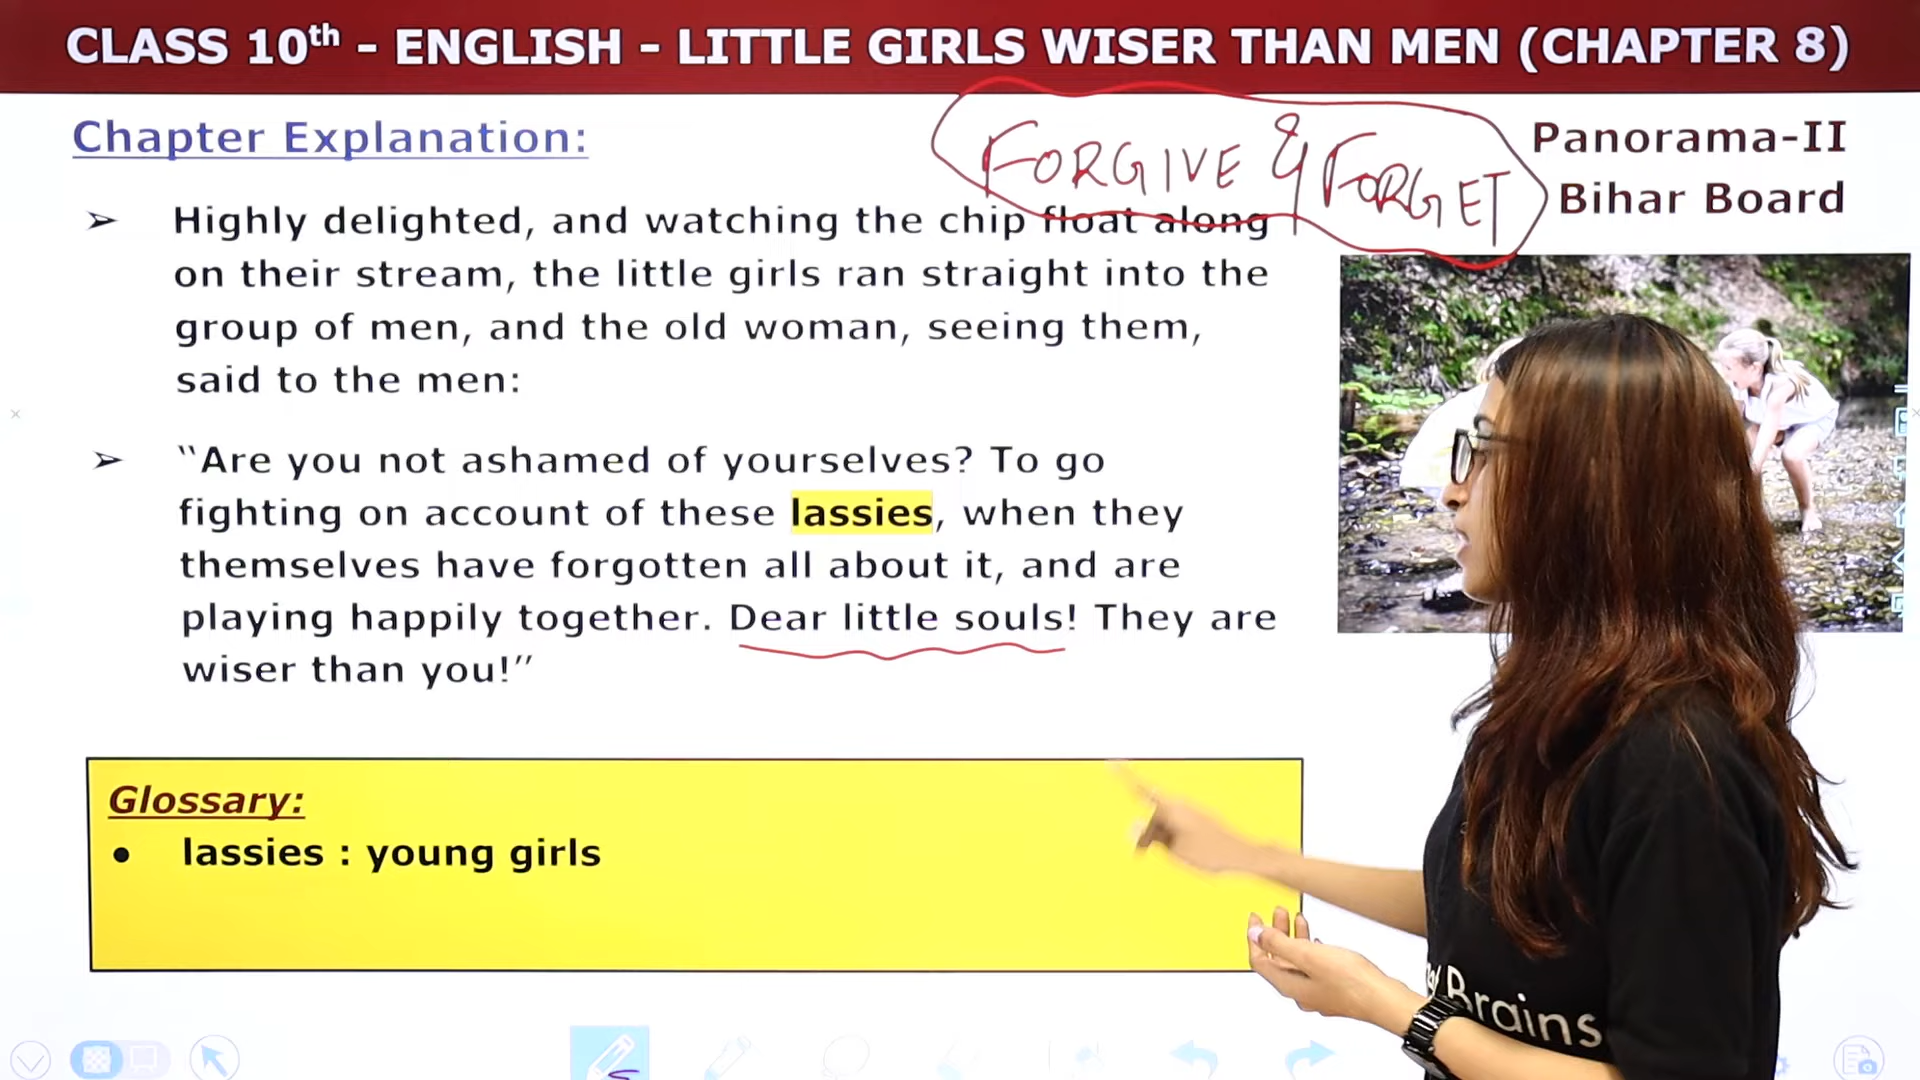 CLASS 10th - ENGLISH - LITTLE GIRLS WISER THAN MEN (CHAPTER 8)
Chapter Explanation:
FORGIVE & FORGET
Panorama-II
Bihar Board
➢ Highly delighted, and watching the chip float along
on their stream, the little girls ran straight into the
group of men, and the old woman, seeing them,
said to the men:
➢ "Are you not ashamed of yourselves? To go
fighting on account of these lassies, when they
themselves have forgotten all about it, and are
playing happily together. Dear little souls! They are
wiser than you!"
Glossary:
● lassies : young girls
Brains